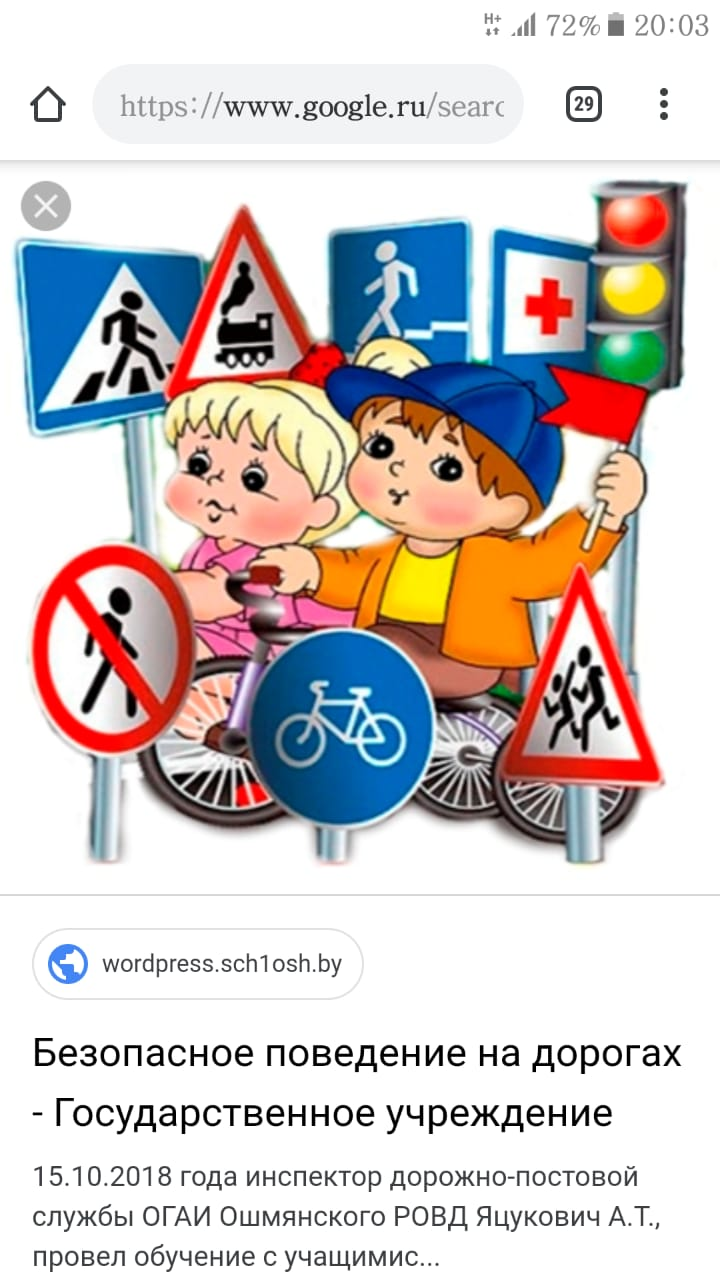 H+ 72% 20:03
https://www.google.ru/searc
29
wordpress.sch1osh.by
Безопасное поведение на дорогах
- Государственное учреждение
15.10.2018 года инспектор дорожно-постовой
службы ОГАИ Ошмянского РОВД Яцукович А.Т.,
провел обучение с учащимис...